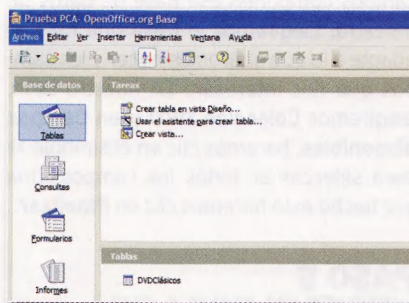 Prueba PCA- OpenOffice.org Base
Archivo Editar Ver Insertar Herramientas Ventana Ayuda
Base de datos
Tareas
Tablas
Consultas
Formularios
Informes
Crear tabla en vista Diseño...
Usar el asistente para crear tabla...
Crear vista...
Tablas
DVDClásicos